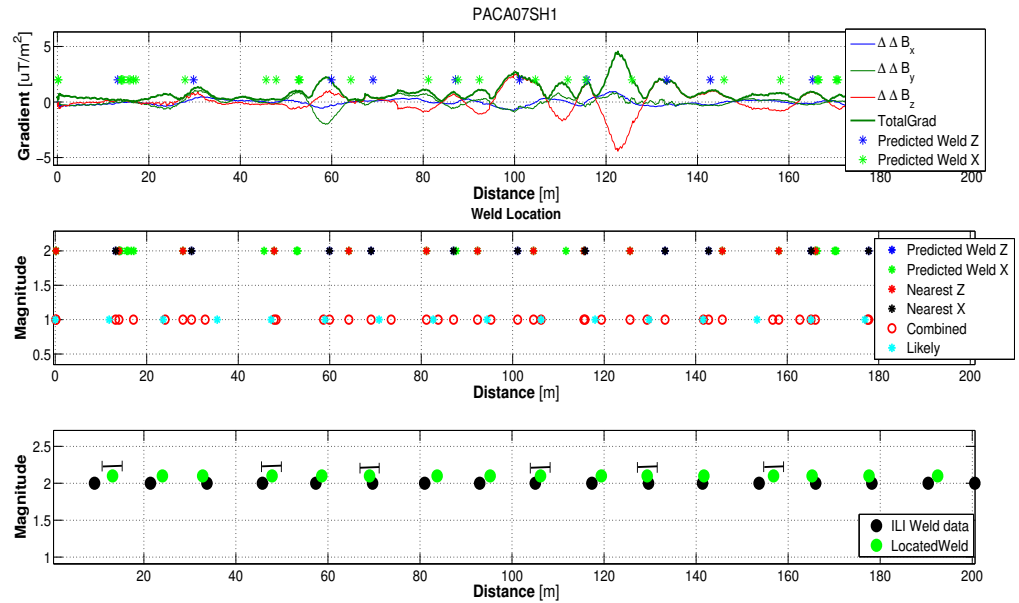 PACA07SH1
Gradient [uT/m²]
5
0
−5
0 20 40 60 80 100 120 140 160 180 200
Distance [m]
Δ Δ Bx
Δ Δ By
Δ Δ Bz
TotalGrad
Predicted Weld Z
Predicted Weld X
Weld Location
Magnitude
2
1.5
1
0.5
0 20 40 60 80 100 120 140 160 180 200
Distance [m]
Predicted Weld Z
Predicted Weld X
Nearest Z
Nearest X
Combined
Likely
Magnitude
2.5
2
1.5
1
20 40 60 80 100 120 140 160 180 200
Distance [m]
ILI Weld data
LocatedWeld